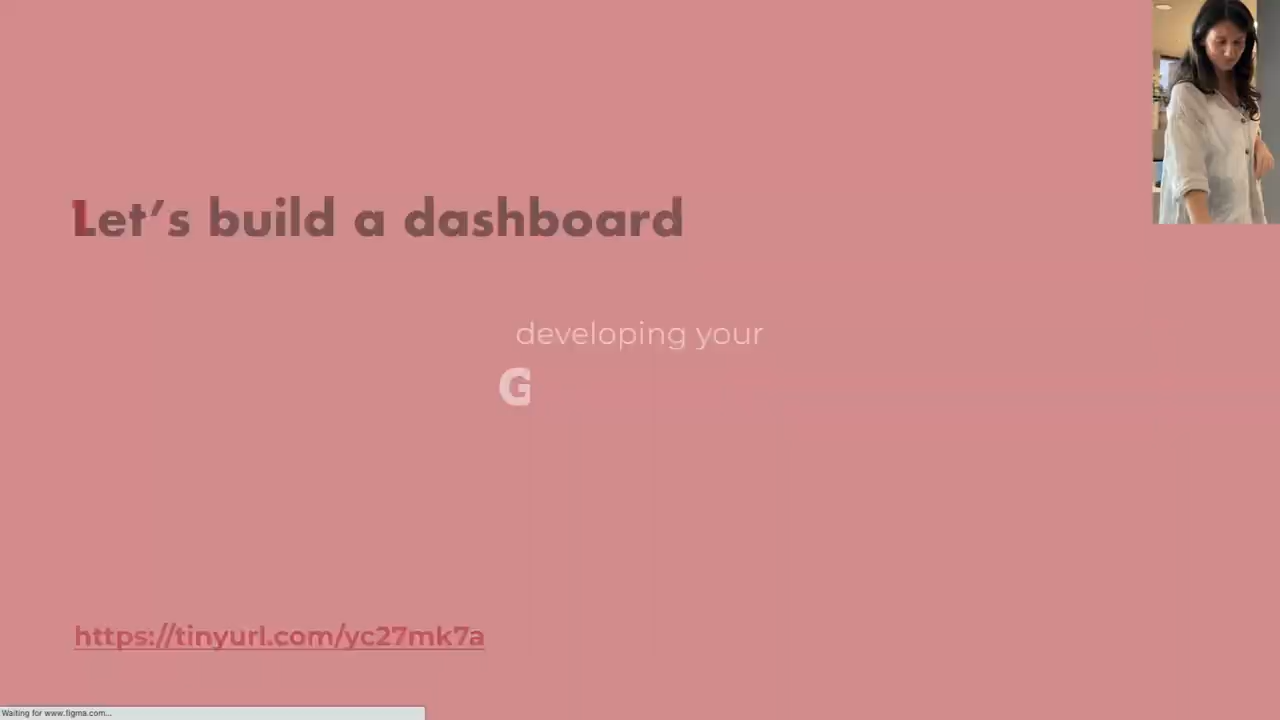 Let's build a dashboard
developing your
G
https://tinyurl.com/yc27mk7a
Waiting for www.figma.com...